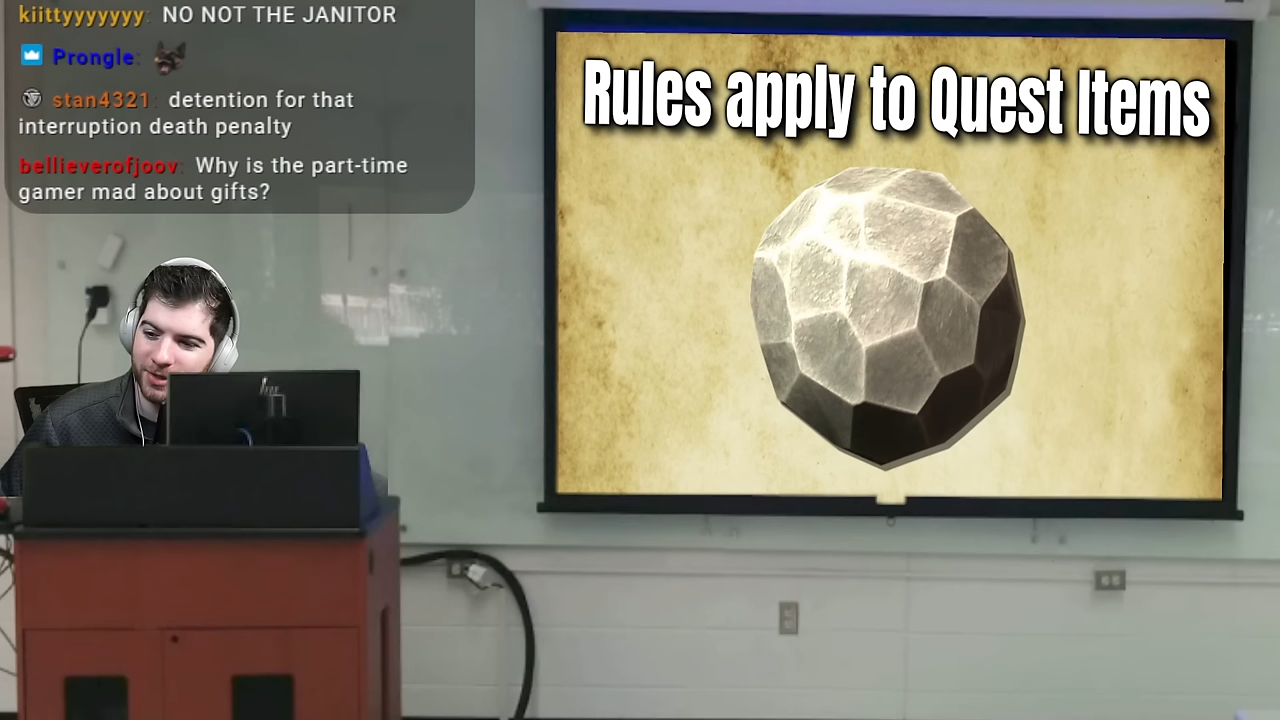 kiittyyyyyyy: NO NOT THE JANITOR
Prongle:
stan4321: detention for that
interruption death penalty
bellieverofjoov: Why is the part-time
gamer mad about gifts?
Rules apply to Quest Items